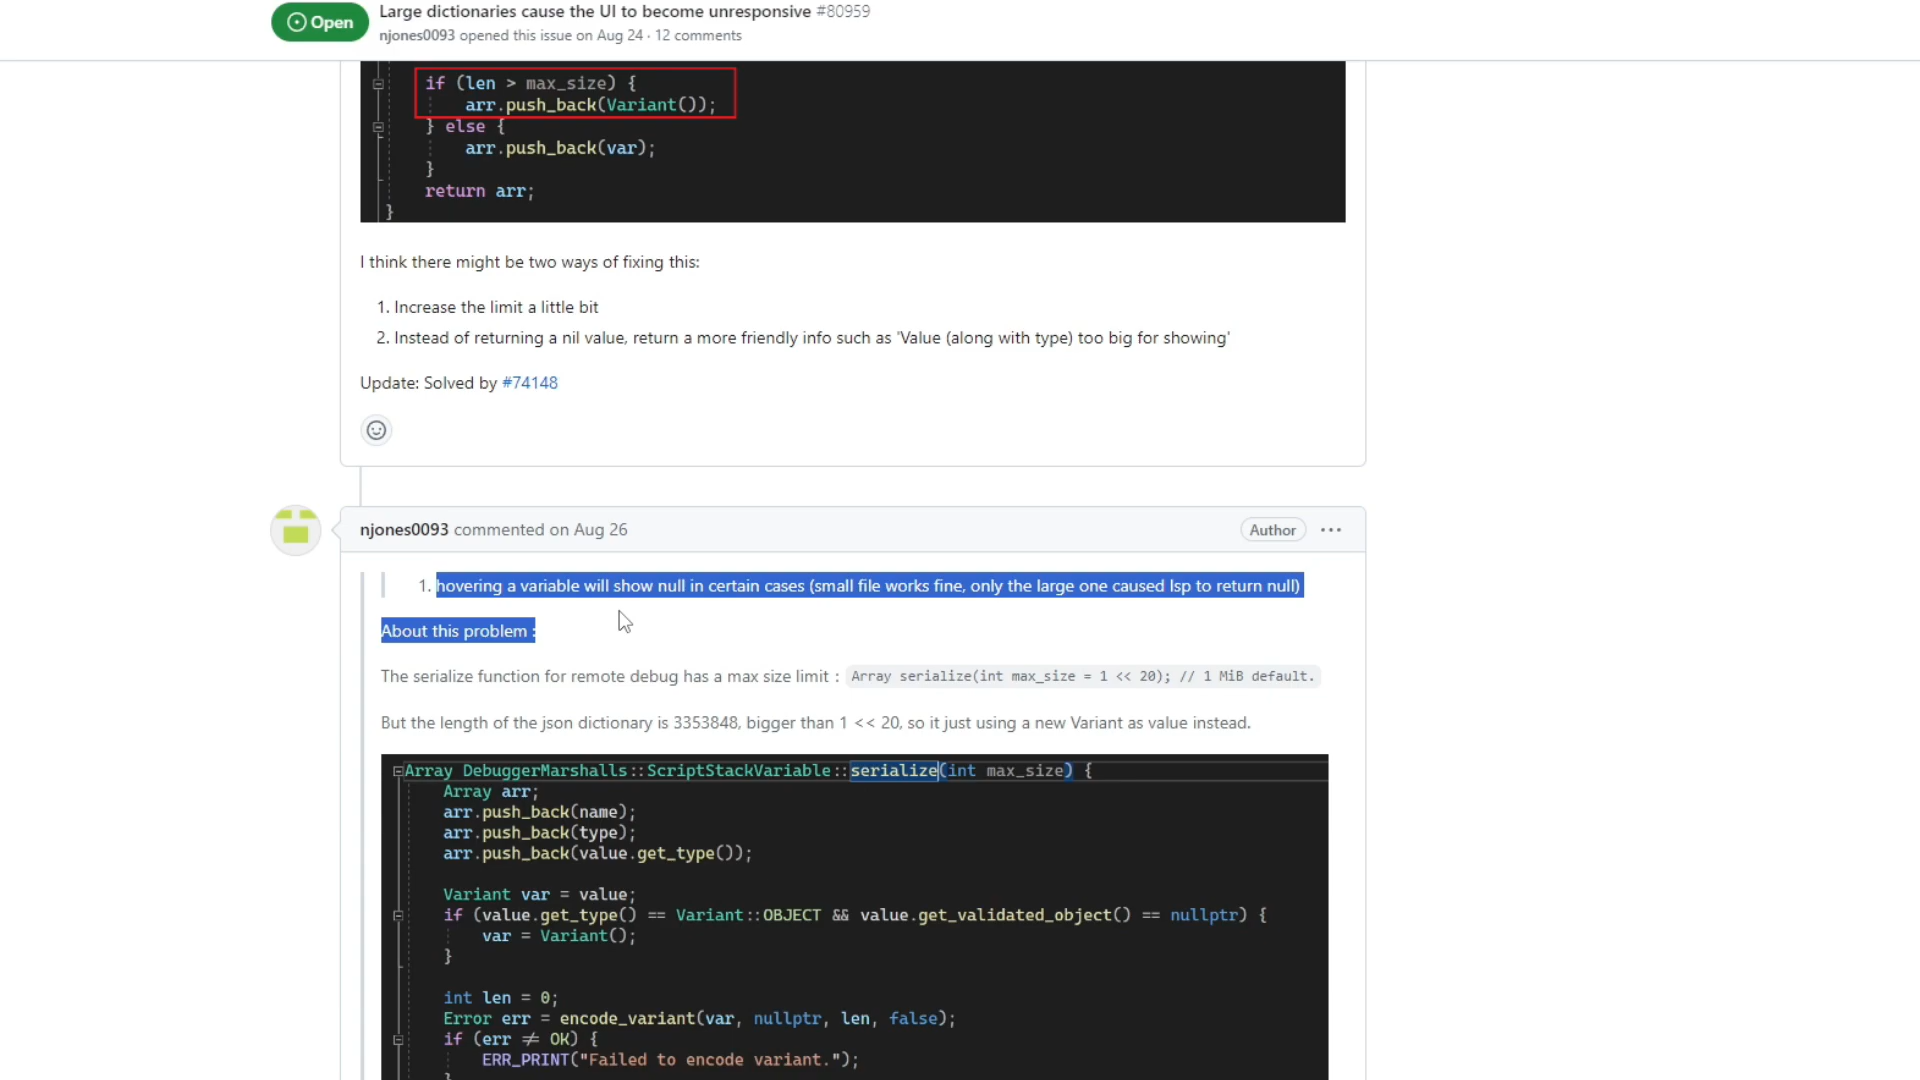 Open
Large dictionaries cause the UI to become unresponsive #80959
njones0093 opened this issue on Aug 24 · 12 comments
if (len > max_size) {
arr.push_back(Variant());
} else {
arr.push_back(var);
}
return arr;
}
I think there might be two ways of fixing this:
1. Increase the limit a little bit
2. Instead of returning a nil value, return a more friendly info such as 'Value (along with type) too big for showing'
Update: Solved by #74148
njones0093 commented on Aug 26
Author
1. hovering a variable will show null in certain cases (small file works fine, only the large one caused lsp to return null)
About this problem :
The serialize function for remote debug has a max size limit : Array serialize(int max_size = 1 << 20); // 1 MiB default.
But the length of the json dictionary is 3353848, bigger than 1 << 20, so it just using a new Variant as value instead.
Array DebuggerMarshalls::ScriptStackVariable::serialize(int max_size) {
Array arr;
arr.push_back(name);
arr.push_back(type);
arr.push_back(value.get_type());
Variant var = value;
if (value.get_type() == Variant::OBJECT && value.get_validated_object() == nullptr) {
var = Variant();
}
int len = 0;
Error err = encode_variant(var, nullptr, len, false);
if (err ≠ OK) {
ERR_PRINT("Failed to encode variant.");
}